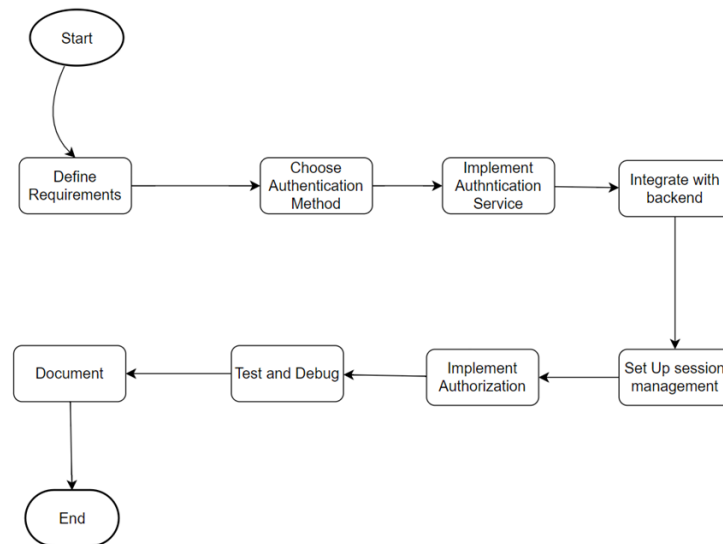 Start
Define
Requirements
Choose
Authentication
Method
Implement
Authntication
Service
Integrate with
backend
Set Up session
management
Implement
Authorization
Test and Debug
Document
End